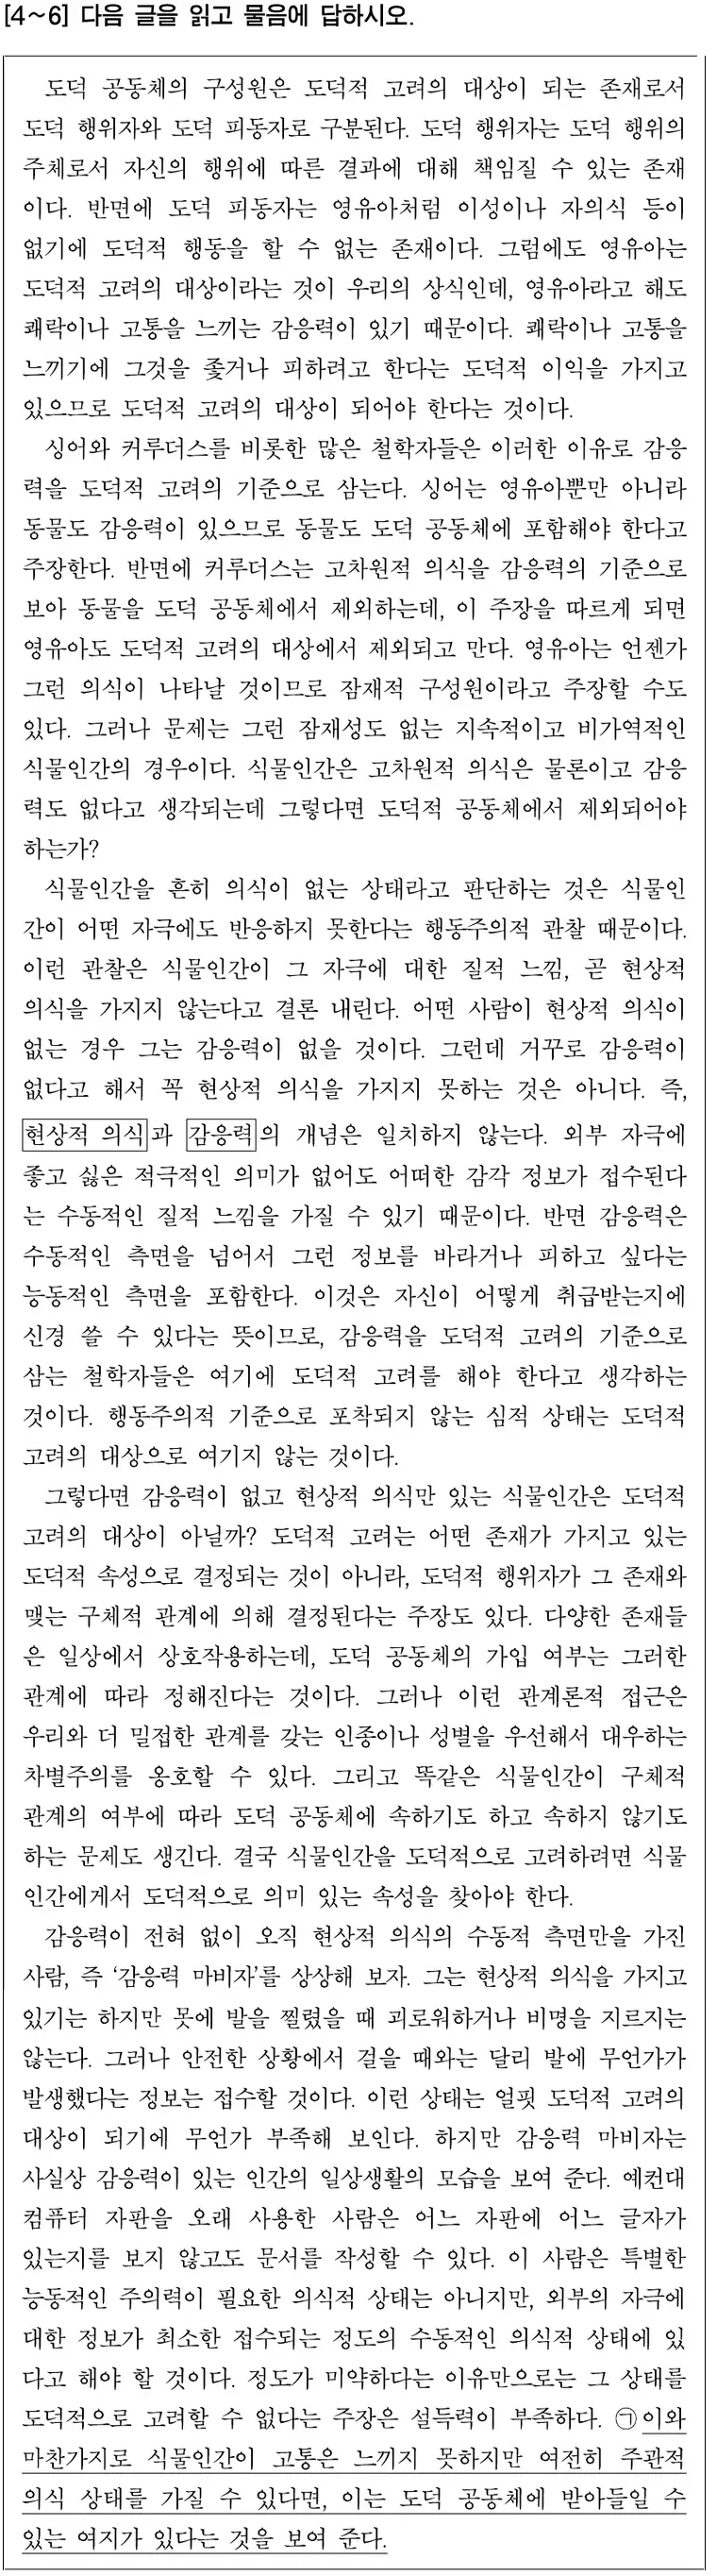 [4～6] 다음 글을 읽고 물음에 답하시오.
도덕 공동체의 구성원은 도덕적 고려의 대상이 되는 존재로서
도덕 행위자와 도덕 피동자로 구분된다. 도덕 행위자는 도덕 행위의
주체로서 자신의 행위에 따른 결과에 대해 책임질 수 있는 존재
이다. 반면에 도덕 피동자는 영유아처럼 이성이나 자의식 등이
없기에 도덕적 행동을 할 수 없는 존재이다. 그럼에도 영유아는
도덕적 고려의 대상이라는 것이 우리의 상식인데, 영유아라고 해도
쾌락이나 고통을 느끼는 감응력이 있기 때문이다. 쾌락이나 고통을
느끼기에 그것을 좇거나 피하려고 한다는 도덕적 이익을 가지고
있으므로 도덕적 고려의 대상이 되어야 한다는 것이다.
싱어와 커루더스를 비롯한 많은 철학자들은 이러한 이유로 감응
력을 도덕적 고려의 기준으로 삼는다. 싱어는 영유아뿐만 아니라
동물도 감응력이 있으므로 동물도 도덕 공동체에 포함해야 한다고
주장한다. 반면에 커루더스는 고차원적 의식을 감응력의 기준으로
보아 동물을 도덕 공동체에서 제외하는데, 이 주장을 따르게 되면
영유아도 도덕적 고려의 대상에서 제외되고 만다. 영유아는 언젠가
그런 의식이 나타날 것이므로 잠재적 구성원이라고 주장할 수도
있다. 그러나 문제는 그런 잠재성도 없는 지속적이고 비가역적인
식물인간의 경우이다. 식물인간은 고차원적 의식은 물론이고 감응
력도 없다고 생각되는데 그렇다면 도덕적 공동체에서 제외되어야
하는가?
식물인간을 흔히 의식이 없는 상태라고 판단하는 것은 식물인
간이 어떤 자극에도 반응하지 못한다는 행동주의적 관찰 때문이다.
이런 관찰은 식물인간이 그 자극에 대한 질적 느낌, 곧 현상적
의식을 가지지 않는다고 결론 내린다. 어떤 사람이 현상적 의식이
없는 경우 그는 감응력이 없을 것이다. 그런데 거꾸로 감응력이
없다고 해서 꼭 현상적 의식을 가지지 못하는 것은 아니다. 즉,
현상적 의식과 감응력의 개념은 일치하지 않는다. 외부 자극에
좋고 싫은 적극적인 의미가 없어도 어떠한 감각 정보가 접수된다
는 수동적인 질적 느낌을 가질 수 있기 때문이다. 반면 감응력은
수동적인 측면을 넘어서 그런 정보를 바라거나 피하고 싶다는
능동적인 측면을 포함한다. 이것은 자신이 어떻게 취급받는지에
신경 쓸 수 있다는 뜻이므로, 감응력을 도덕적 고려의 기준으로
삼는 철학자들은 여기에 도덕적 고려를 해야 한다고 생각하는
것이다. 행동주의적 기준으로 포착되지 않는 심적 상태는 도덕적
고려의 대상으로 여기지 않는 것이다.
그렇다면 감응력이 없고 현상적 의식만 있는 식물인간은 도덕적
고려의 대상이 아닐까? 도덕적 고려는 어떤 존재가 가지고 있는
도덕적 속성으로 결정되는 것이 아니라, 도덕적 행위자가 그 존재와
맺는 구체적 관계에 의해 결정된다는 주장도 있다. 다양한 존재들
은 일상에서 상호작용하는데, 도덕 공동체의 가입 여부는 그러한
관계에 따라 정해진다는 것이다. 그러나 이런 관계론적 접근은
우리와 더 밀접한 관계를 갖는 인종이나 성별을 우선해서 대우하는
차별주의를 옹호할 수 있다. 그리고 똑같은 식물인간이 구체적
관계의 여부에 따라 도덕 공동체에 속하기도 하고 속하지 않기도
하는 문제도 생긴다. 결국 식물인간을 도덕적으로 고려하려면 식물
인간에게서 도덕적으로 의미 있는 속성을 찾아야 한다.
감응력이 전혀 없이 오직 현상적 의식의 수동적 측면만을 가진
사람, 즉 ‘감응력 마비자’를 상상해 보자. 그는 현상적 의식을 가지고
있기는 하지만 못에 발을 찔렸을 때 괴로워하거나 비명을 지르지는
않는다. 그러나 안전한 상황에서 걸을 때와는 달리 발에 무언가가
발생했다는 정보는 접수할 것이다. 이런 상태는 얼핏 도덕적 고려의
대상이 되기에 무언가 부족해 보인다. 하지만 감응력 마비자는
사실상 감응력이 있는 인간의 일상생활의 모습을 보여 준다. 예컨대
컴퓨터 자판을 오래 사용한 사람은 어느 자판에 어느 글자가
있는지를 보지 않고도 문서를 작성할 수 있다. 이 사람은 특별한
능동적인 주의력이 필요한 의식적 상태는 아니지만, 외부의 자극에
대한 정보가 최소한 접수되는 정도의 수동적인 의식적 상태에 있
다고 해야 할 것이다. 정도가 미약하다는 이유만으로는 그 상태를
도덕적으로 고려할 수 없다는 주장은 설득력이 부족하다. ㉠이와
마찬가지로 식물인간이 고통은 느끼지 못하지만 여전히 주관적
의식 상태를 가질 수 있다면, 이는 도덕 공동체에 받아들일 수
있는 여지가 있다는 것을 보여 준다.